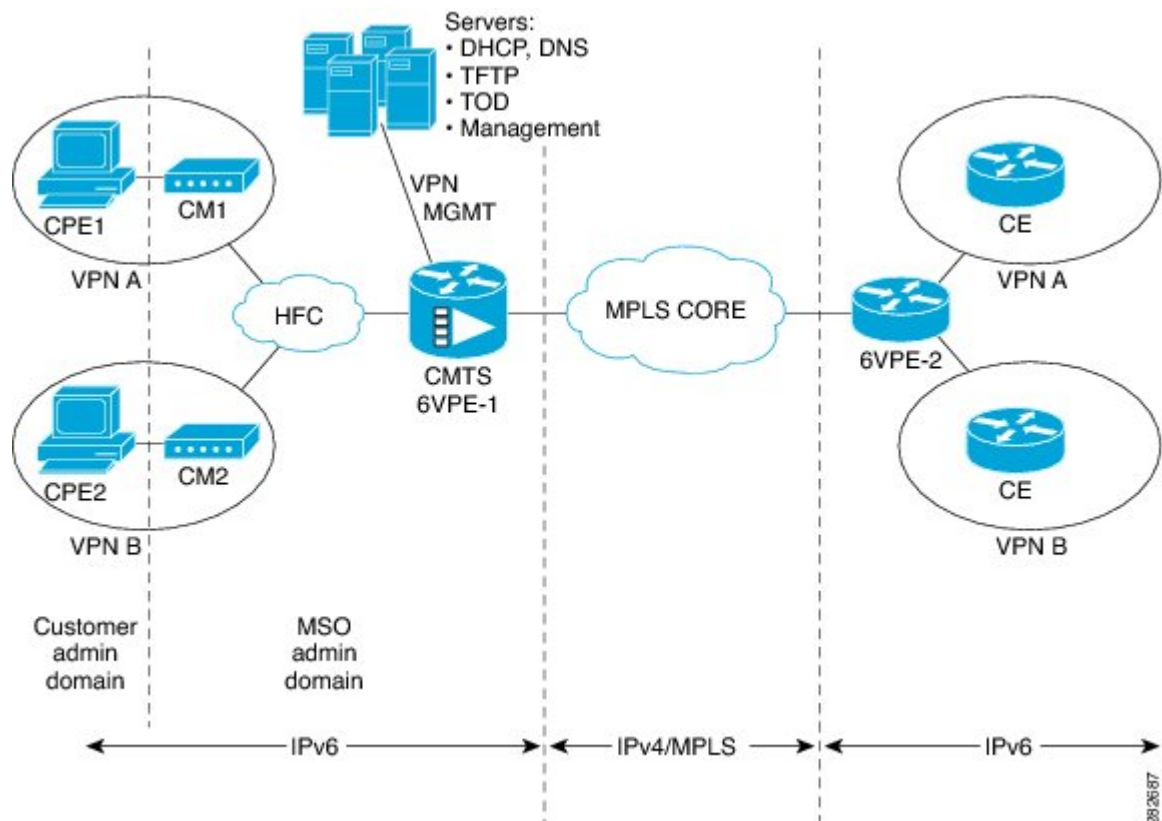 Servers:
• DHCP, DNS
• TFTP
• TOD
• Management
VPN
MGMT
CPE1
CM1
VPN A
HFC
CMTS
6VPE-1
MPLS CORE
6VPE-2
CE
VPN A
CPE2
CM2
VPN B
CE
VPN B
Customer
admin
domain
MSO
admin
domain
IPv6
IPv4/MPLS
IPv6
282687